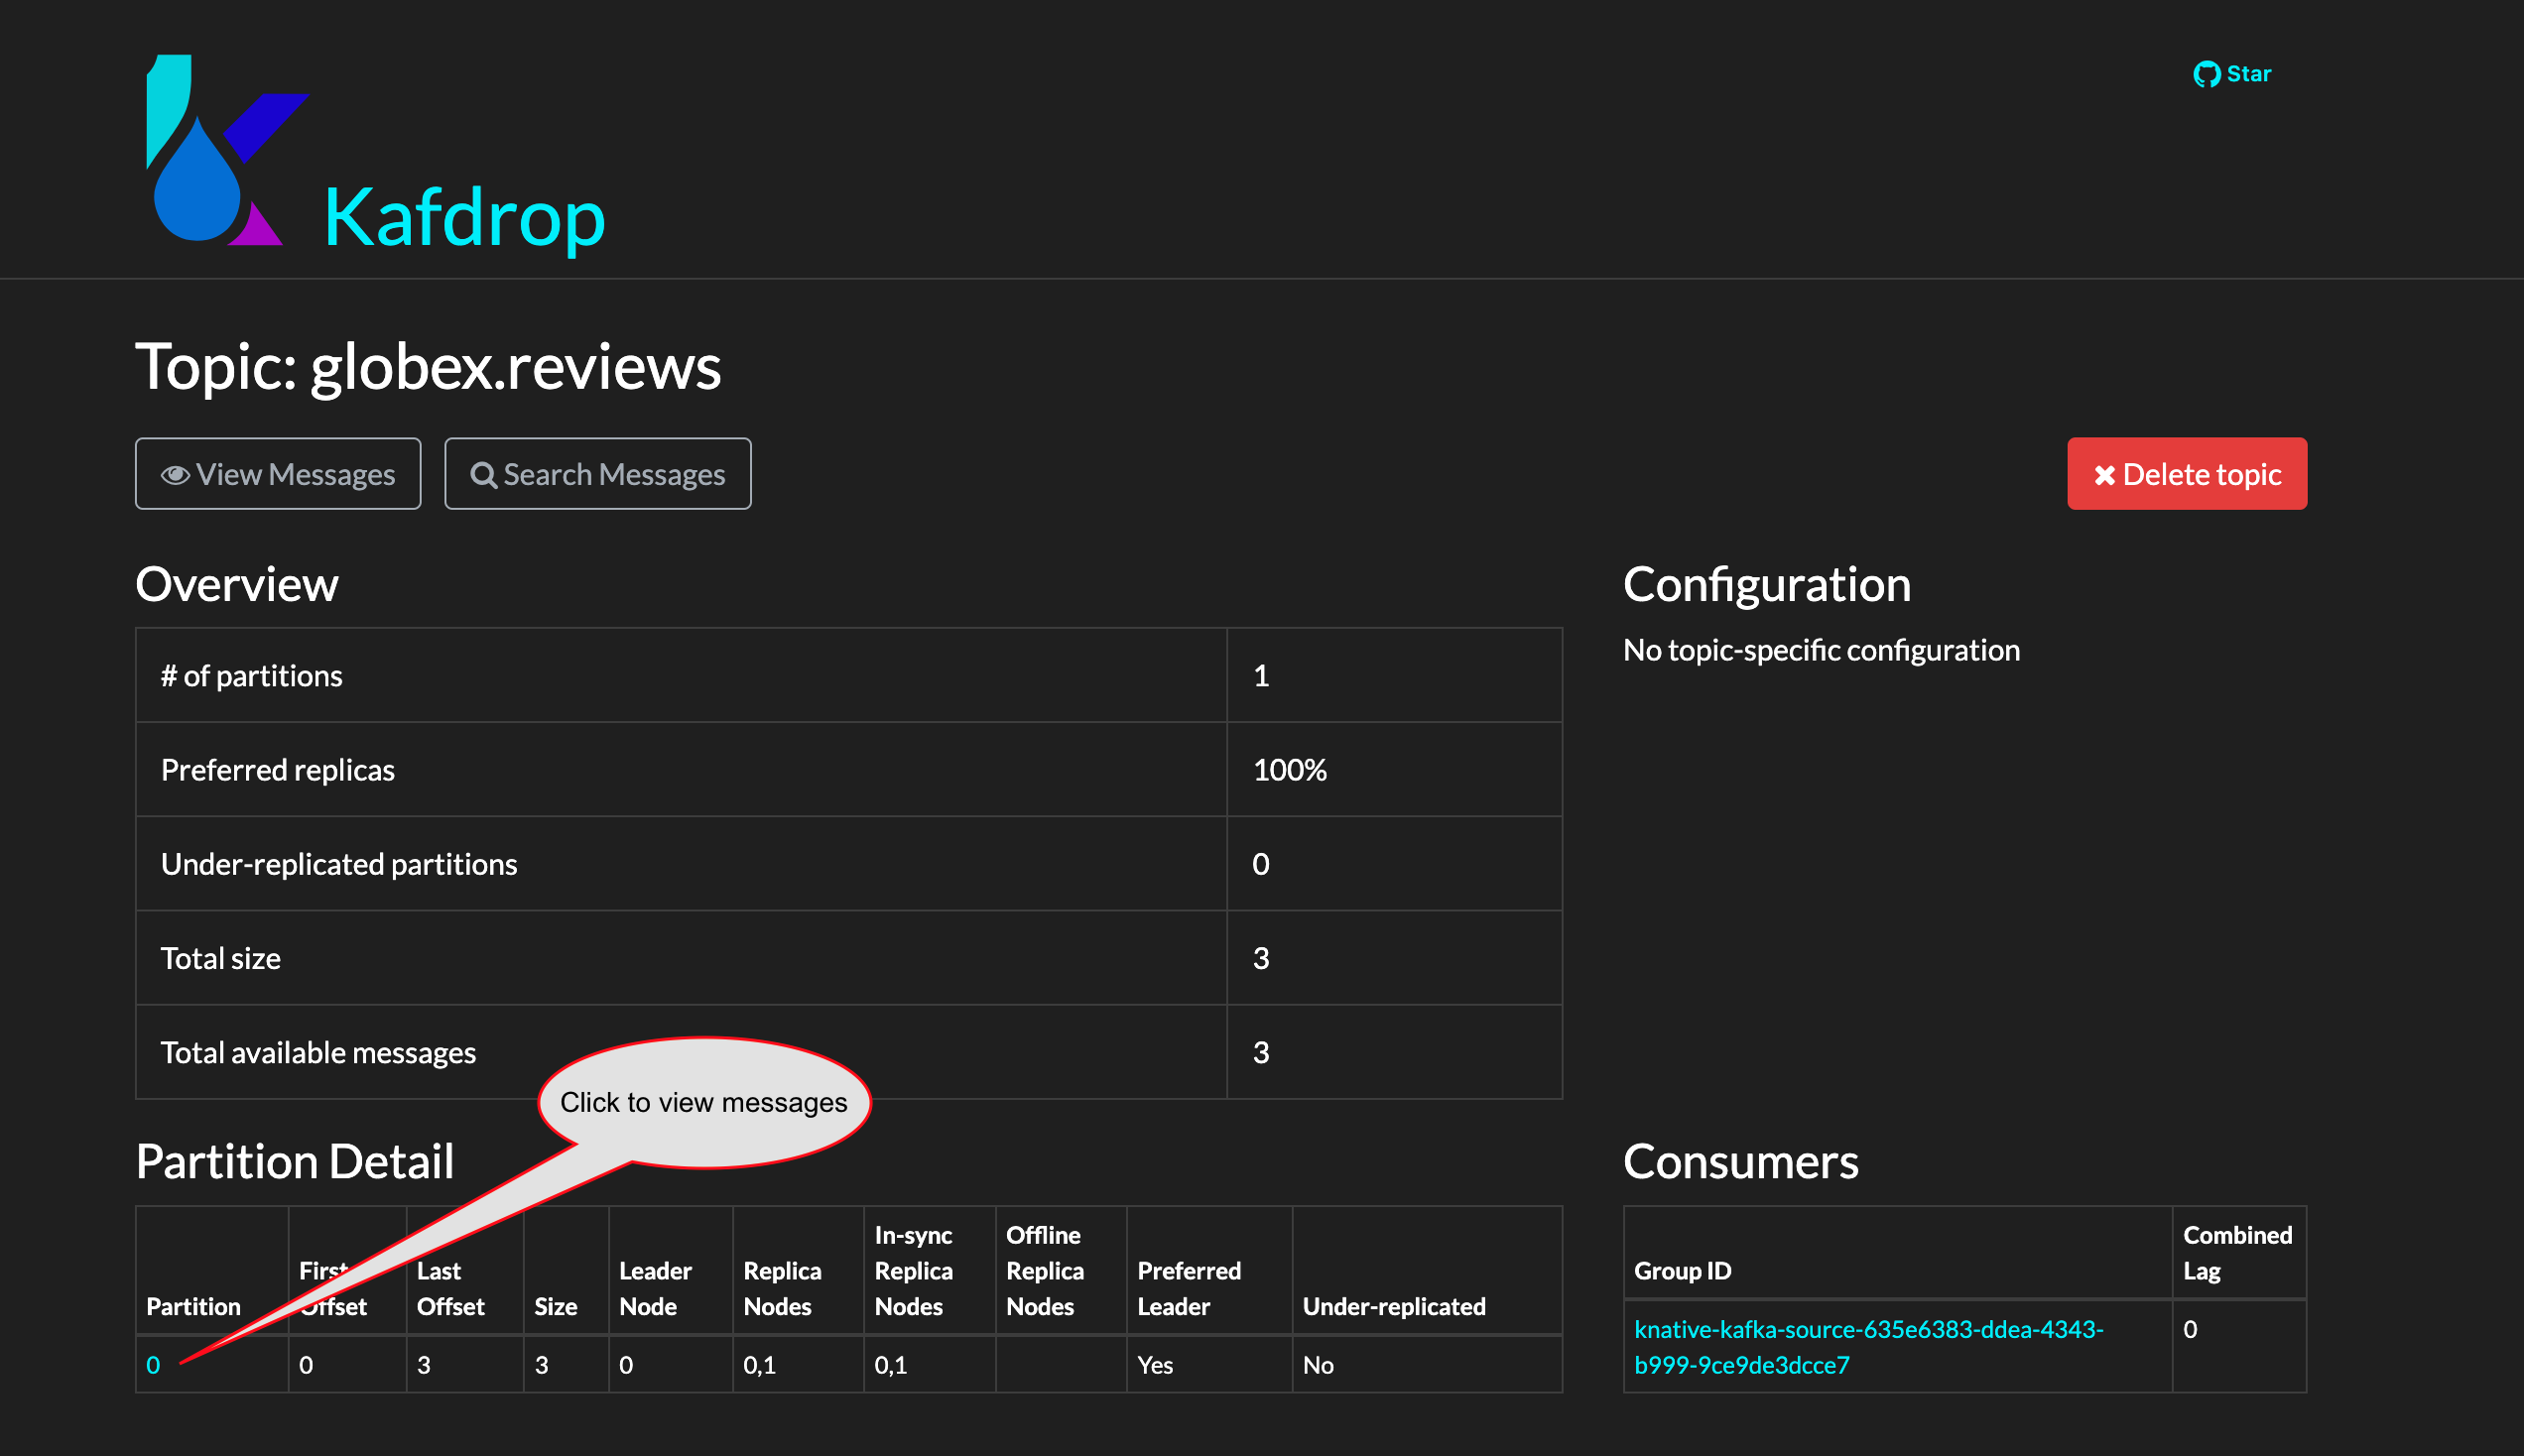 Star
Kafdrop
Topic: globex.reviews
View Messages
Search Messages
Delete topic
Overview
# of partitions 1
Preferred replicas 100%
Under-replicated partitions 0
Total size 3
Total available messages 3
Configuration
No topic-specific configuration
Click to view messages
Partition Detail
Partition First Offset Last Offset Size Leader Node Replica Nodes In-sync Replica Nodes Offline Replica Nodes Preferred Leader Under-replicated
0 0 3 3 0 0,1 0,1 Yes No
Consumers
Group ID Combined Lag
knative-kafka-source-635e6383-ddea-4343-
b999-9ce9de3dcce7 0